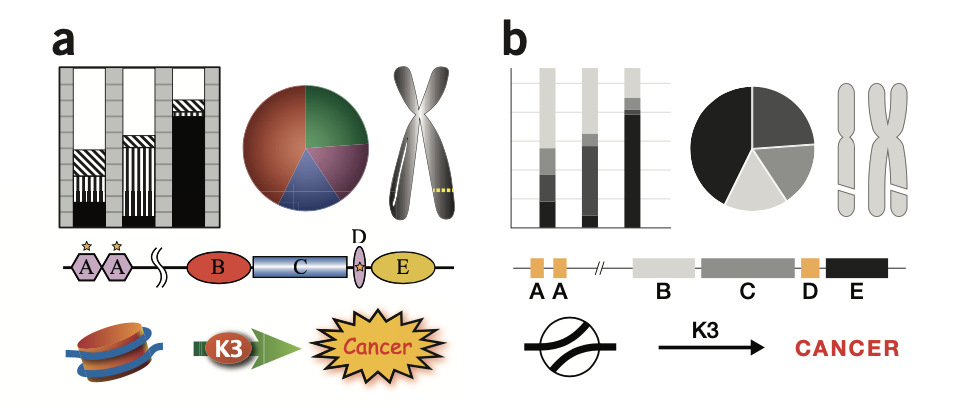 a
D
A A B C E
K3 Cancer
b
A A B C D E
K3
CANCER